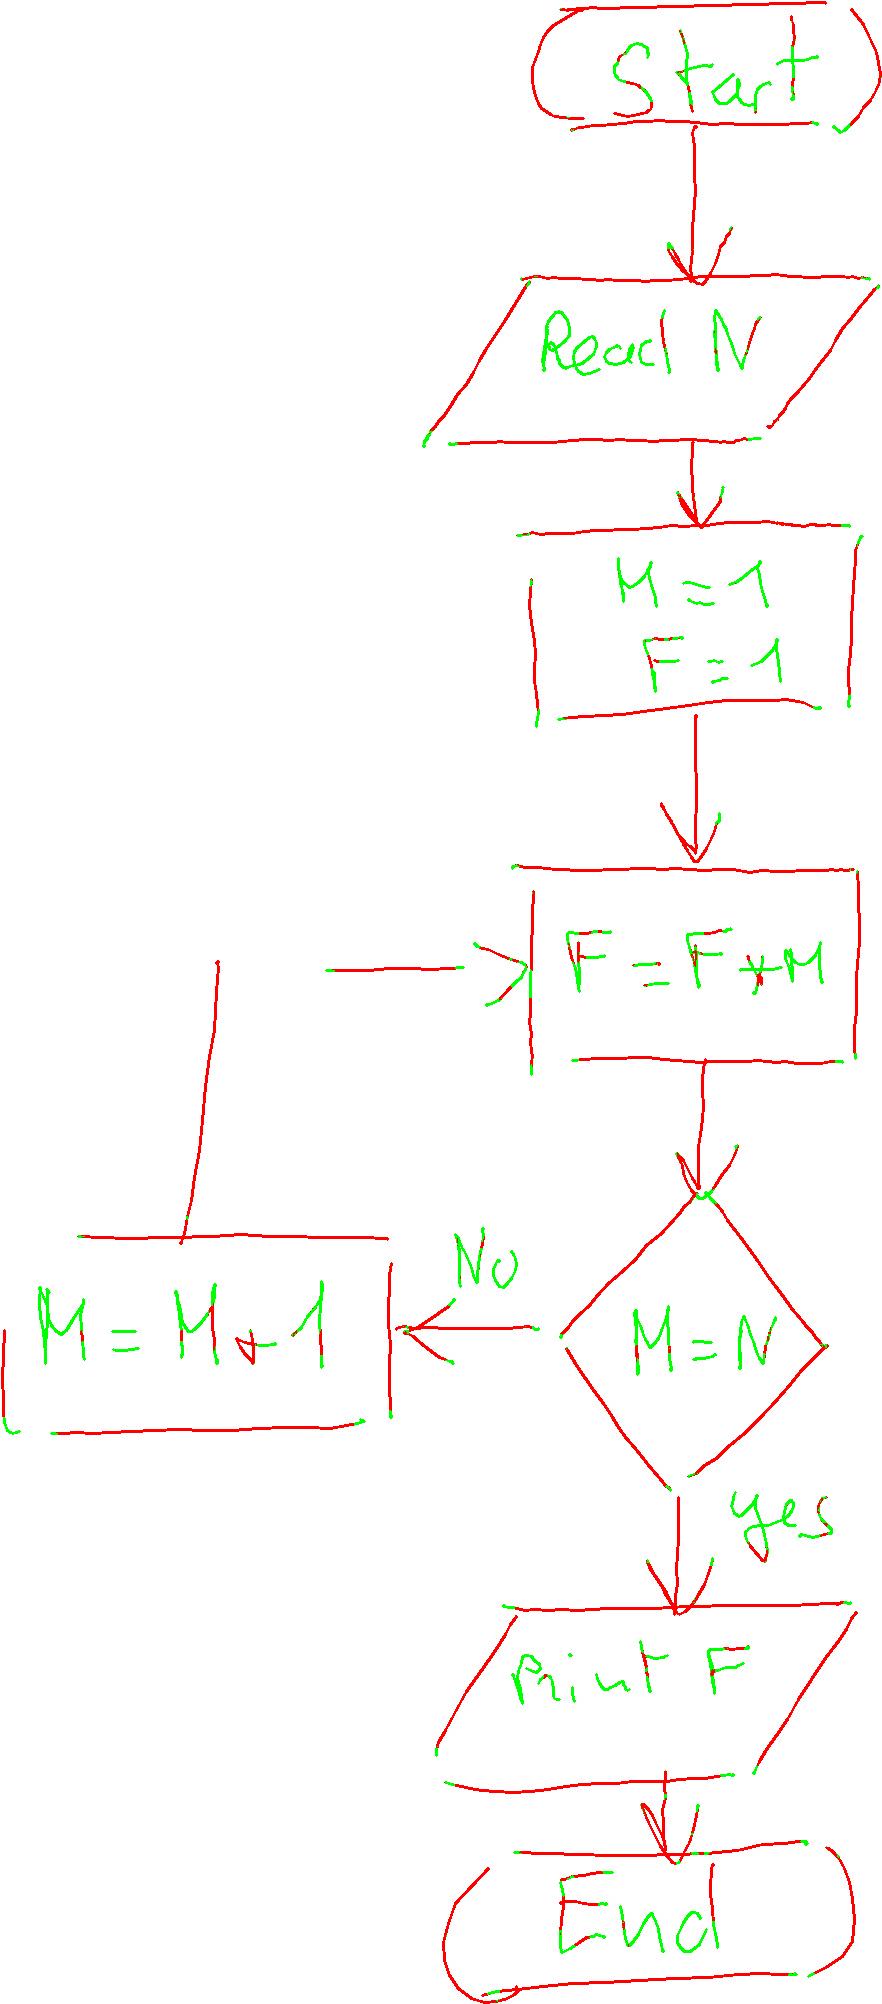 Start
Read N
M = 1
F = 1
F = F * M
No
M = M + 1
M = N
yes
Print F
End